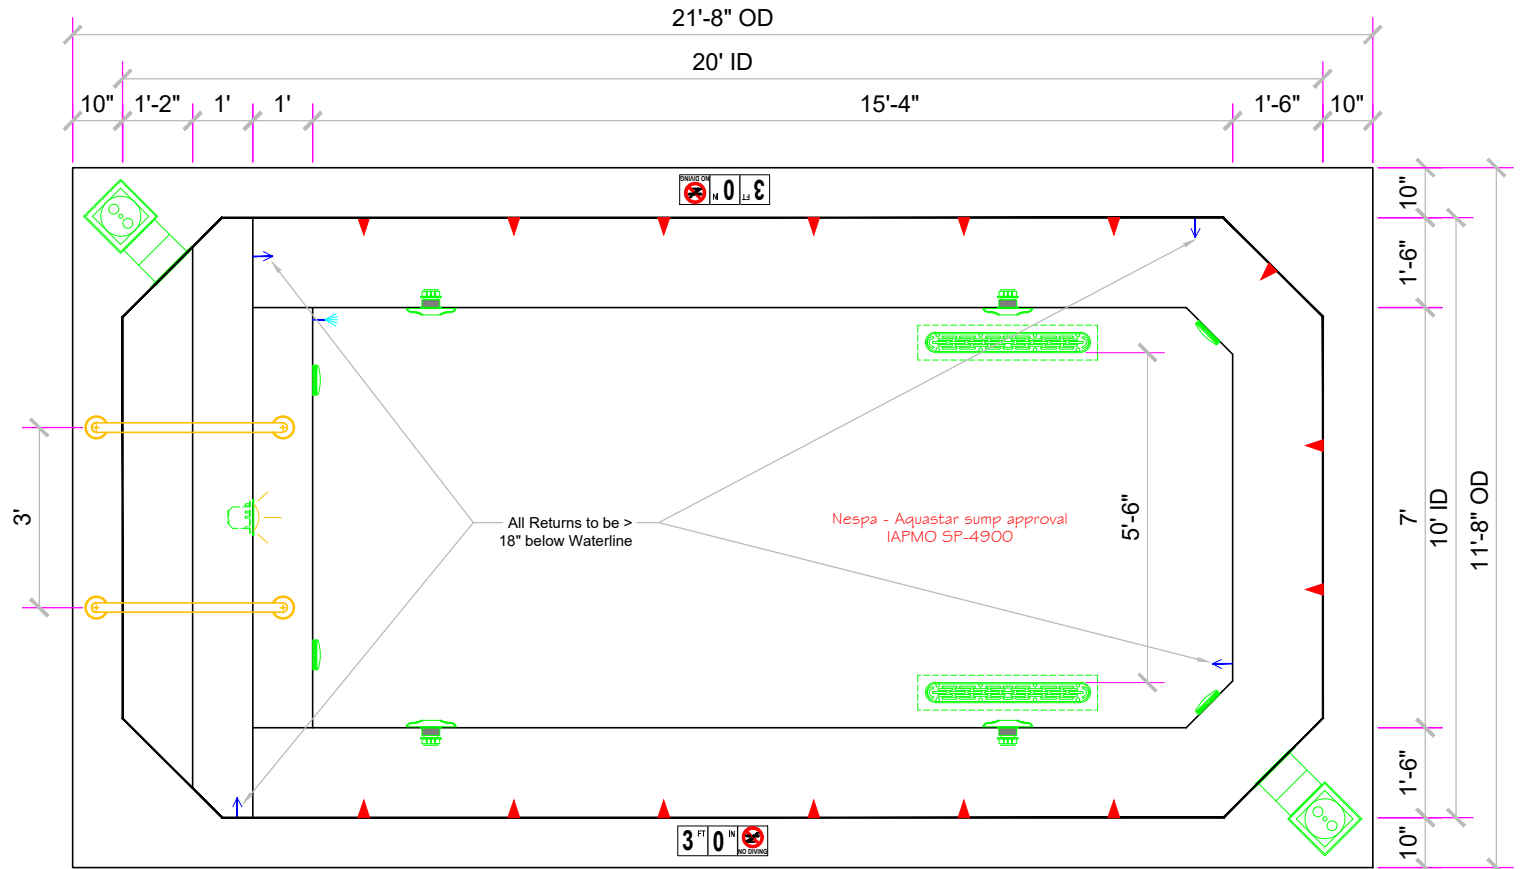 21'-8" OD
20' ID
10"
1'-2"
1'
1'
15'-4"
1'-6"
10"
NO DIVING
0 IN
3 FT
10"
1'-6"
7'
10' ID
11'-8" OD
3'
All Returns to be >
18" below Waterline
Nespa - Aquastar sump approval
IAPMO SP-4900
5'-6"
1'-6"
10"
3 FT 0 IN
NO DIVING